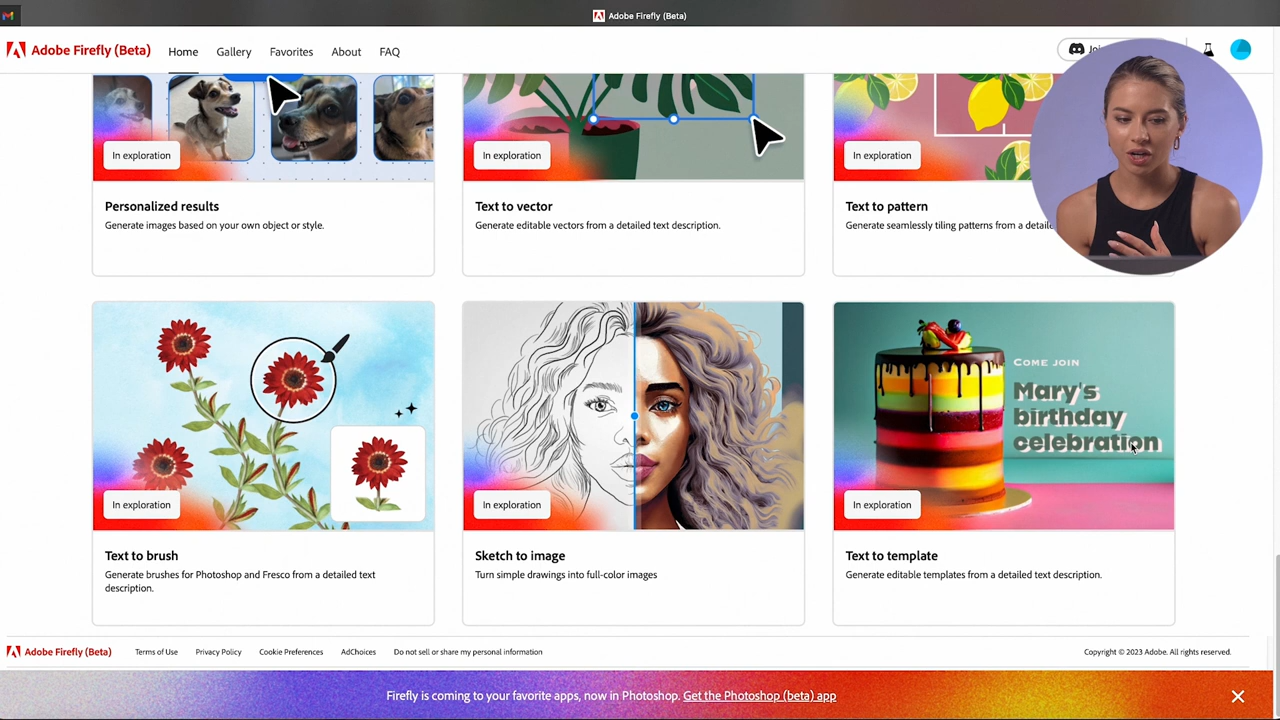 Adobe Firefly (Beta)
Adobe Firefly (Beta) Home Gallery Favorites About FAQ
In exploration
In exploration
In exploration
Personalized results
Generate images based on your own object or style.
Text to vector
Generate editable vectors from a detailed text description.
Text to pattern
Generate seamlessly tiling patterns from a
In exploration
In exploration
COME JOIN
Mary's
birthday
celebration
In exploration
Text to brush
Generate brushes for Photoshop and Fresco from a detailed text
description.
Sketch to image
Turn simple drawings into full-color images
Text to template
Generate editable templates from a detailed text description.
Adobe Firefly (Beta) Terms of Use Privacy Policy Cookie Preferences AdChoices Do not sell or share my personal information Copyright © 2023 Adobe. All rights reserved.
Firefly is coming to your favorite apps, now in Photoshop. Get the Photoshop (beta) app